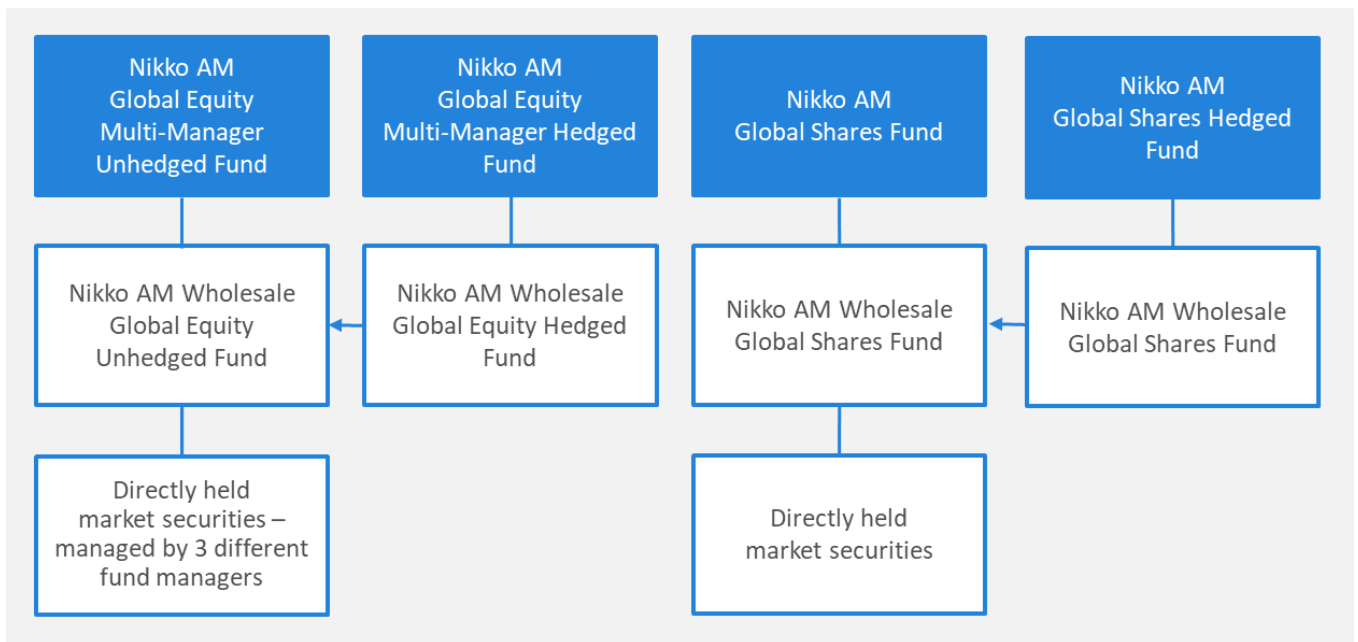 Nikko AM
Global Equity
Multi-Manager
Unhedged Fund
Nikko AM
Global Equity
Multi-Manager Hedged
Fund
Nikko AM
Global Shares Fund
Nikko AM
Global Shares Hedged
Fund
Nikko AM Wholesale
Global Equity
Unhedged Fund
Nikko AM Wholesale
Global Equity Hedged
Fund
Nikko AM Wholesale
Global Shares Fund
Nikko AM Wholesale
Global Shares Fund
Directly held
market securities –
managed by 3 different
fund managers
Directly held
market securities